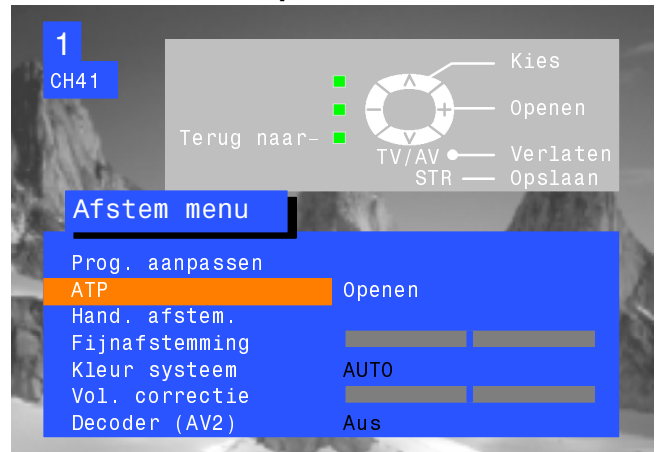 1
CH41
Kies
Openen
Terug naar
TV/AV Verlaten
STR Opslaan
Afstem menu
Prog. aanpassen
ATP Openen
Hand. afstem.
Fijnafstemming
Kleur systeem AUTO
Vol. correctie
Decoder (AV2) Aus